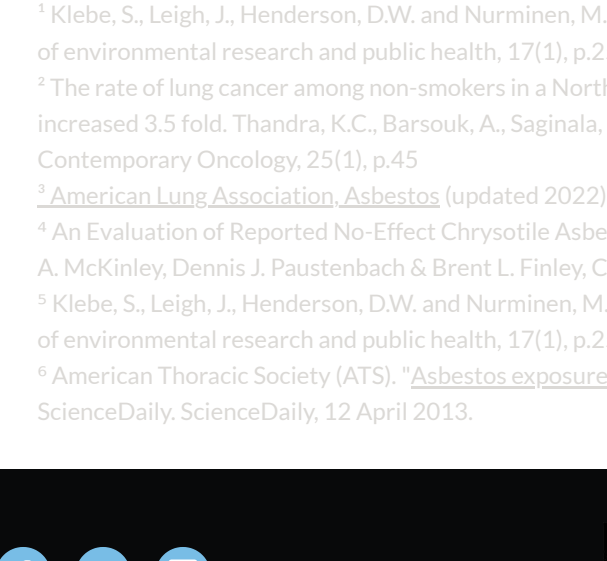 ¹ Klebe, S., Leigh, J., Henderson, D.W. and Nurminen, M.
of environmental research and public health, 17(1), p.2
² The rate of lung cancer among non-smokers in a North
increased 3.5 fold. Thandra, K.C., Barsouk, A., Saginala,
Contemporary Oncology, 25(1), p.45
³ American Lung Association, Asbestos (updated 2022)
⁴ An Evaluation of Reported No-Effect Chrysotile Asbe
A. McKinley, Dennis J. Paustenbach & Brent L. Finley, C
⁵ Klebe, S., Leigh, J., Henderson, D.W. and Nurminen, M.
of environmental research and public health, 17(1), p.2
⁶ American Thoracic Society (ATS). "Asbestos exposure
ScienceDaily. ScienceDaily, 12 April 2013.